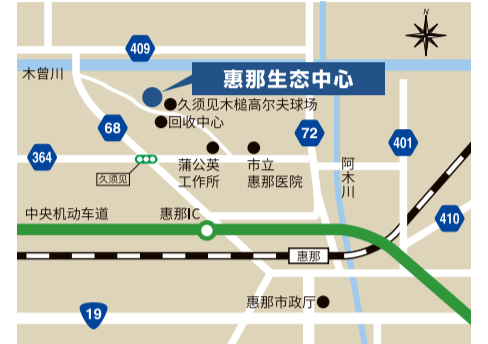 N
409
木曾川
惠那生态中心
久须见木槌高尔夫球场
回收中心
68
72
401
364
久须见
蒲公英
工作所
市立
惠那医院
阿木川
中央机动车道
惠那IC
410
惠那
惠那市政厅
19